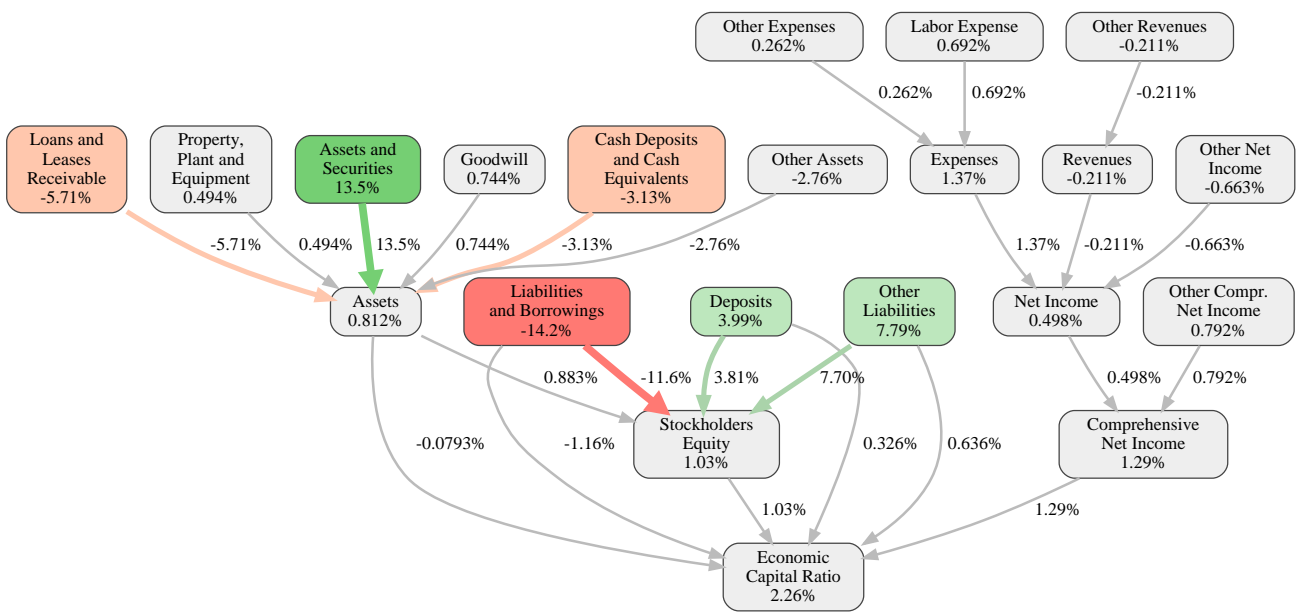 Other Expenses
0.262%
Labor Expense
0.692%
Other Revenues
-0.211%
0.262%
0.692%
-0.211%
Loans and
Leases
Receivable
-5.71%
Property,
Plant and
Equipment
0.494%
Assets and
Securities
13.5%
Goodwill
0.744%
Cash Deposits
and Cash
Equivalents
-3.13%
Other Assets
-2.76%
Expenses
1.37%
Revenues
-0.211%
Other Net
Income
-0.663%
-5.71%
0.494%
13.5%
0.744%
-3.13%
-2.76%
1.37%
-0.211%
-0.663%
Assets
0.812%
Liabilities
and Borrowings
-14.2%
Deposits
3.99%
Other
Liabilities
7.79%
Net Income
0.498%
Other Compr.
Net Income
0.792%
0.883%
-11.6%
3.81%
7.70%
0.498%
0.792%
-0.0793%
-1.16%
Stockholders
Equity
1.03%
0.326%
0.636%
Comprehensive
Net Income
1.29%
1.03%
1.29%
Economic
Capital Ratio
2.26%